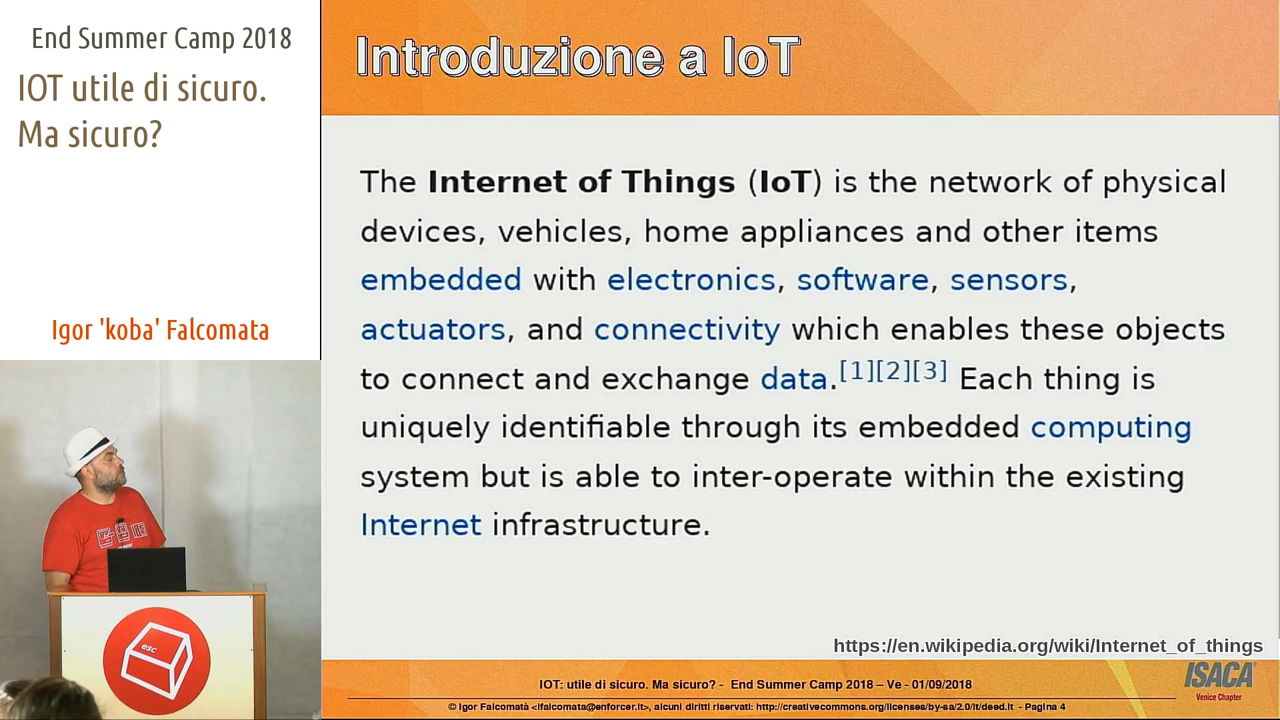 End Summer Camp 2018
IOT utile di sicuro.
Ma sicuro?
Igor 'koba' Falcomata
Introduzione a IoT
The Internet of Things (IoT) is the network of physical
devices, vehicles, home appliances and other items
embedded with electronics, software, sensors,
actuators, and connectivity which enables these objects
to connect and exchange data.[1][2][3] Each thing is
uniquely identifiable through its embedded computing
system but is able to inter-operate within the existing
Internet infrastructure.
https://en.wikipedia.org/wiki/Internet_of_things
IOT: utile di sicuro. Ma sicuro? - End Summer Camp 2018 – Ve - 01/09/2018
© Igor Falcomatà <ifalcomata@enforcer.it>, alcuni diritti riservati: http://creativecommons.org/licenses/by-sa/2.0/it/deed.it - Pagina 4
ISACA
Venice Chapter
esc